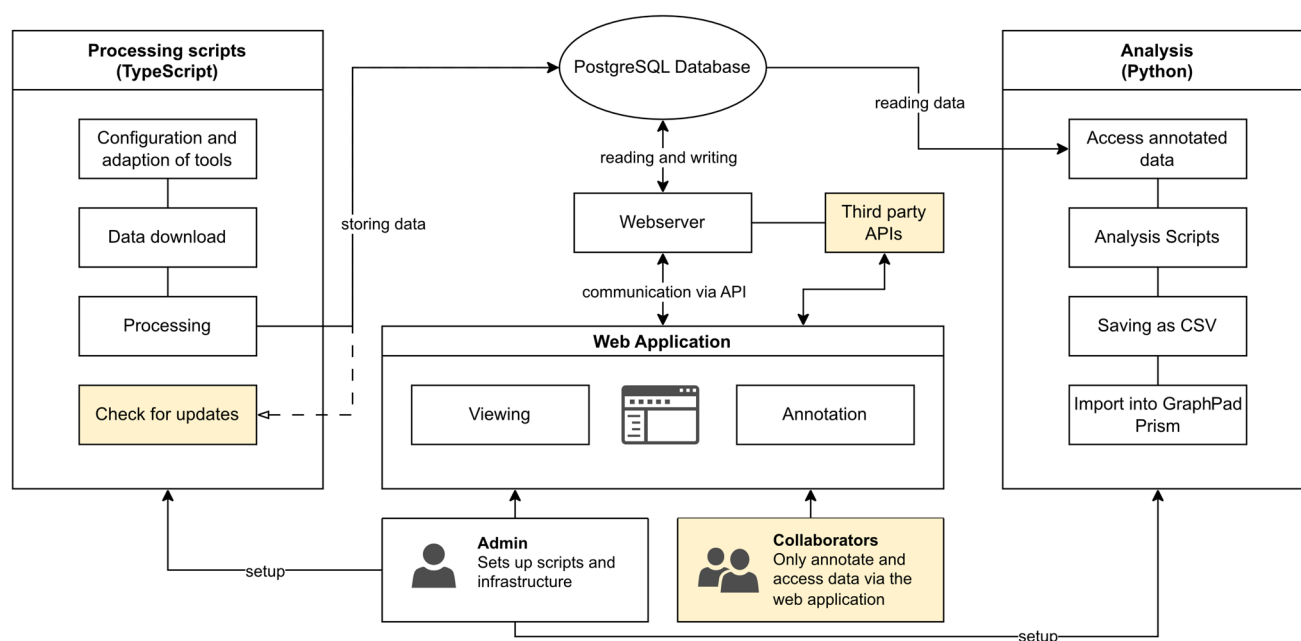 Processing scripts
(TypeScript)
Configuration and
adaption of tools
Data download
Processing
Check for updates
storing data
PostgreSQL Database
reading and writing
Webserver
Third party
APIs
communication via API
Web Application
Viewing
Annotation
reading data
Analysis
(Python)
Access annotated
data
Analysis Scripts
Saving as CSV
Import into GraphPad
Prism
Admin
Sets up scripts and
infrastructure
Collaborators
Only annotate and
access data via the
web application
setup
setup